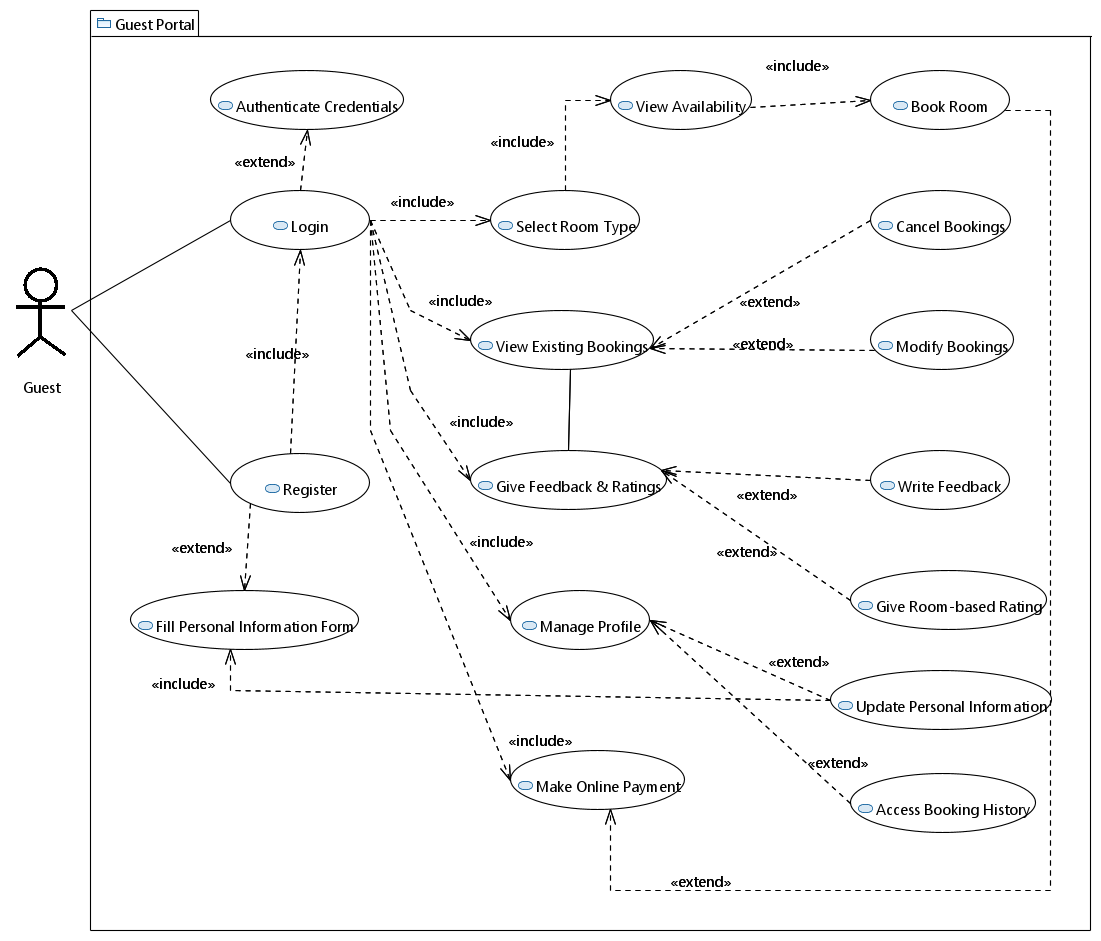 Guest Portal
«include»
Authenticate Credentials
View Availability
Book Room
«include»
«extend»
«include»
Login
Select Room Type
Cancel Bookings
«include»
«extend»
«extend»
View Existing Bookings
Modify Bookings
«include»
Guest
«include»
Register
Give Feedback & Ratings
Write Feedback
«extend»
«include»
«extend»
«extend»
Fill Personal Information Form
Manage Profile
Give Room-based Rating
«extend»
«include»
Update Personal Information
«include»
«extend»
Make Online Payment
Access Booking History
«extend»